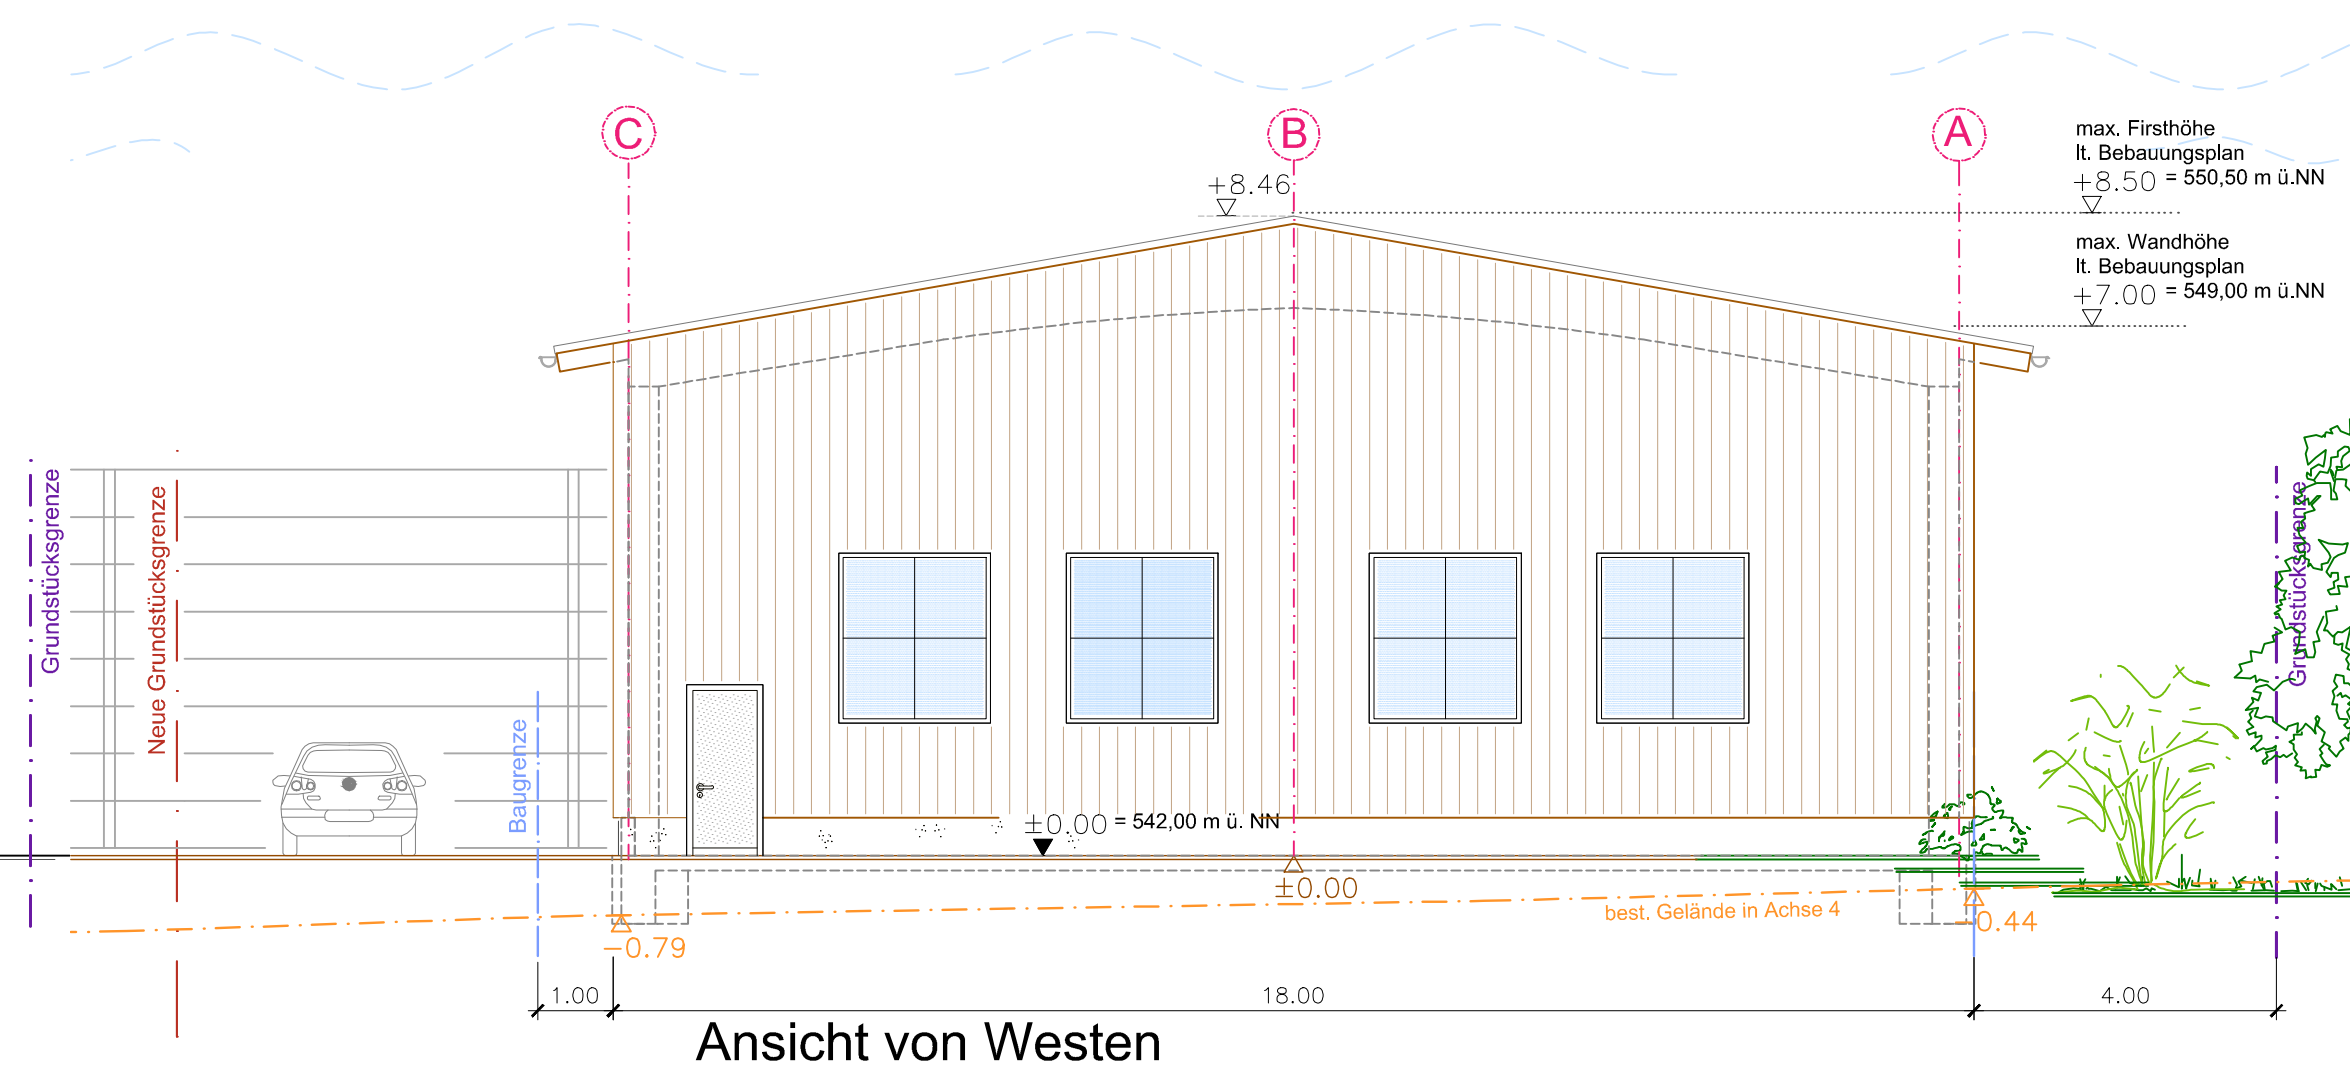 C
B
A
max. Firsthöhe
lt. Bebauungsplan
+8.50 = 550,50 m ü.NN
+8.46
max. Wandhöhe
lt. Bebauungsplan
+7.00 = 549,00 m ü.NN
Grundstücksgrenze
Neue Grundstücksgrenze
Baugrenze
Grundstücksgrenze
±0.00 = 542,00 m ü. NN
±0.00
best. Gelände in Achse 4
-0.44
-0.79
1.00
18.00
4.00
Ansicht von Westen